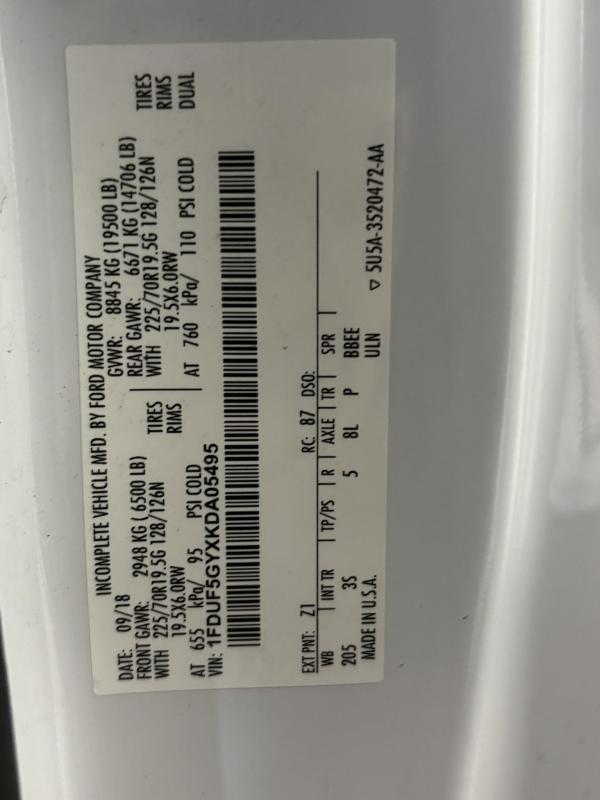 INCOMPLETE VEHICLE MFD. BY FORD MOTOR COMPANY
DATE: 09/18 GVWR: 8845 KG (19500 LB)
FRONT GAWR: 2948 KG ( 6500 LB) REAR GAWR: 6671 KG (14706 LB)
WITH 225/70R19.5G 128/126N TIRES WITH 225/70R19.5G 128/126N TIRES
19.5X6.0RW RIMS 19.5X6.0RW RIMS
AT 655 kPa/ 95 PSI COLD AT 760 kPa/ 110 PSI COLD DUAL
VIN: 1FDUF5GYXKDA05495
EXT PNT: Z1 RC: 87 DSO:
WB INT TR TP/PS R AXLE TR SPR
205 3S 5 8L P BBEE
MADE IN U.S.A. ULN
▽ 5U5A-3520472-AA